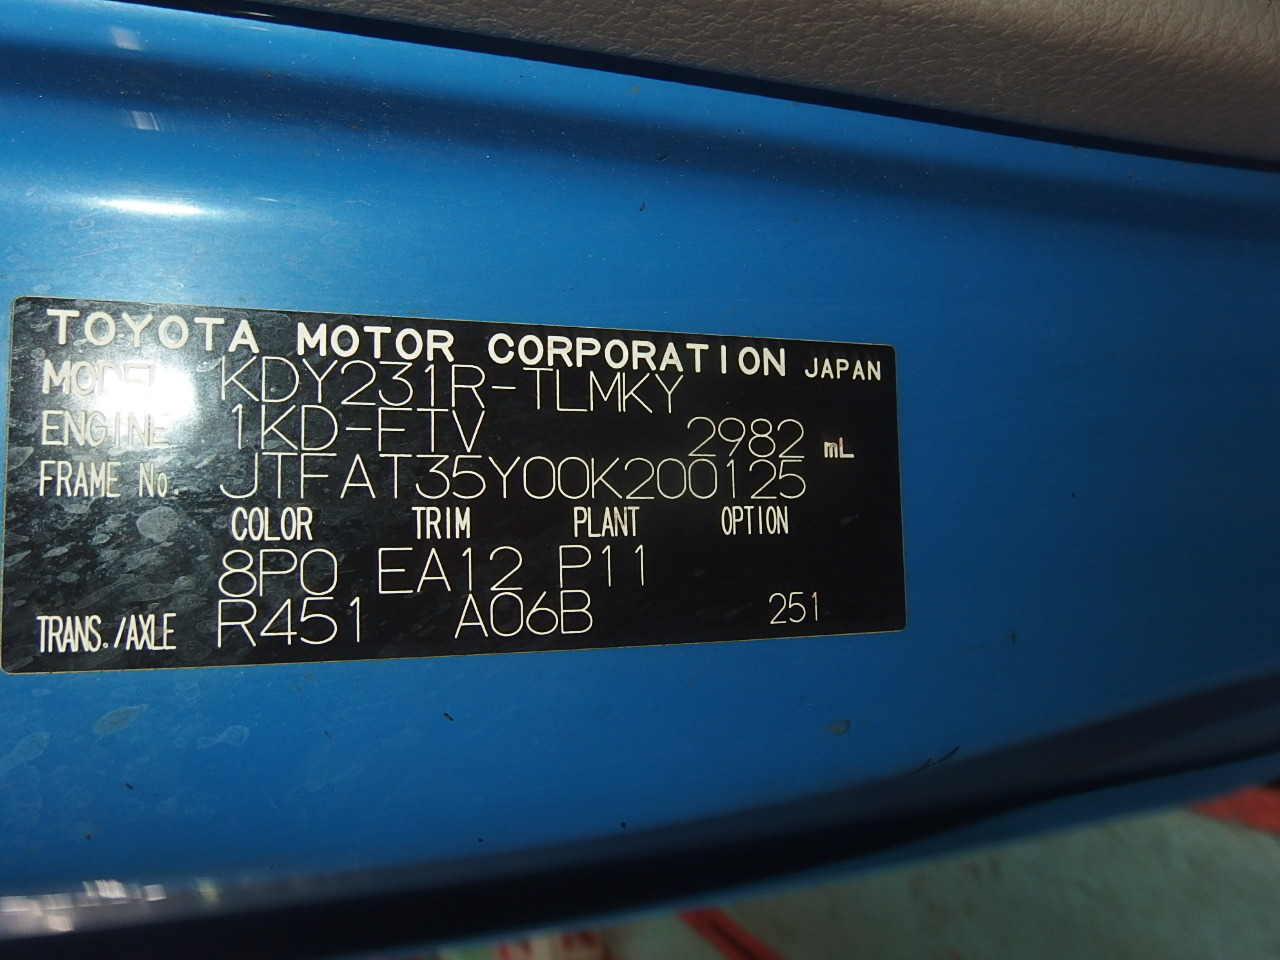 TOYOTA MOTOR CORPORATION JAPAN
MODEL KDY231R-TLMKY
ENGINE 1KD-FTV 2982 mL
FRAME No. JTFAT35Y00K200125
COLOR TRIM PLANT OPTION
8P0 EA12 P11
TRANS./AXLE R451 A06B 251